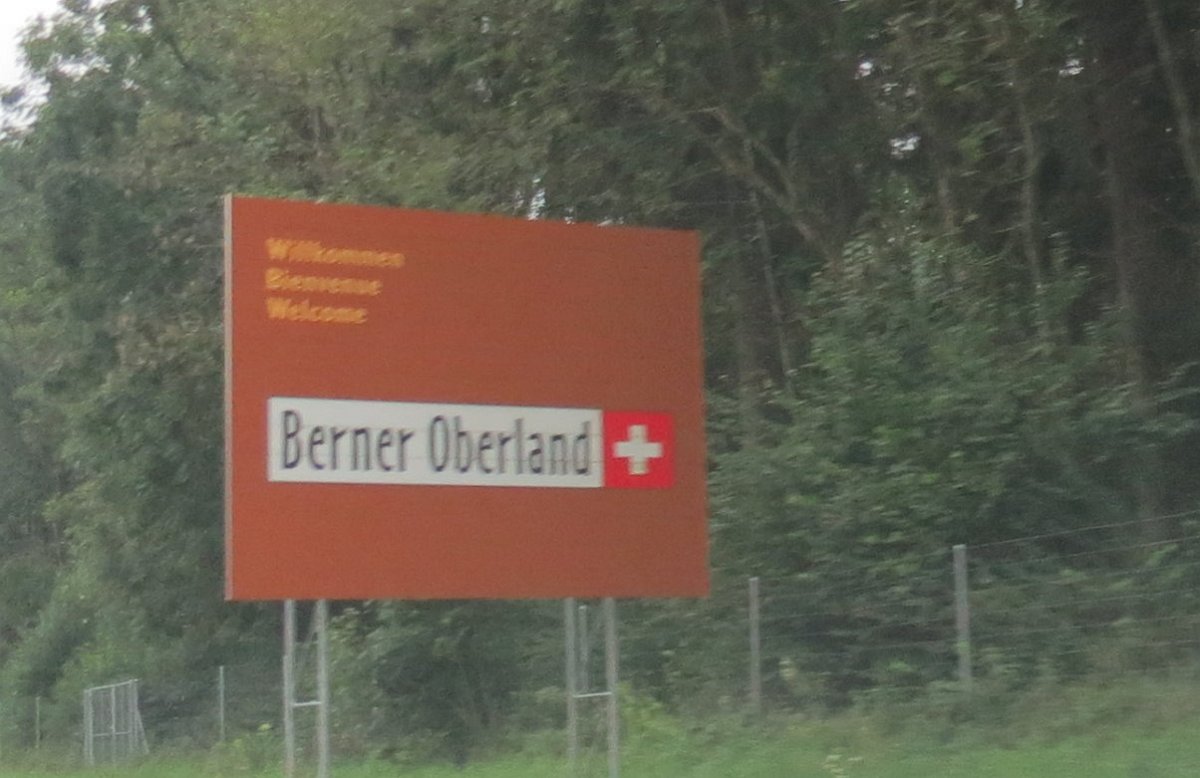 Willkommen
Bienvenue
Welcome
Berner Oberland